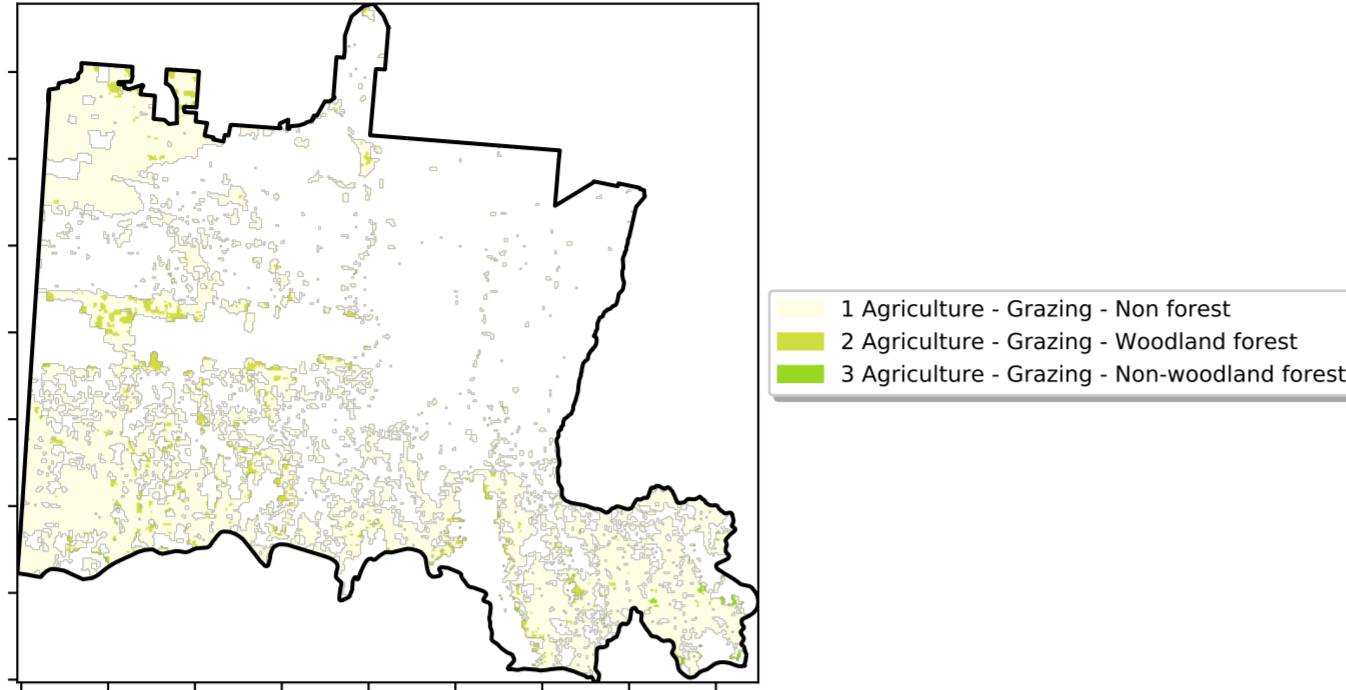 1 Agriculture - Grazing - Non forest
2 Agriculture - Grazing - Woodland forest
3 Agriculture - Grazing - Non-woodland forest